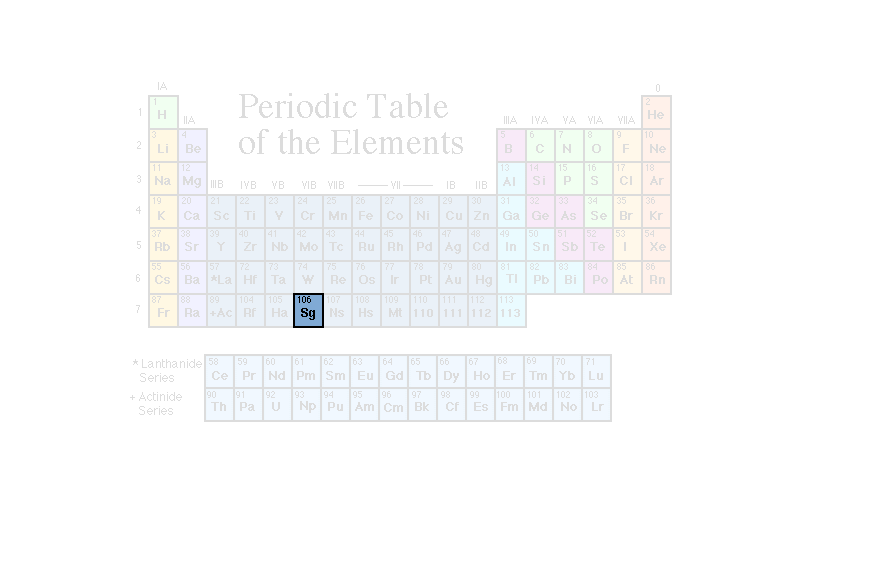 IA 0
1 H 2 He
IIA IIIA IVA VA VIA VIIA
Periodic Table
of the Elements
1
2
3 Li 4 Be 5 B 6 C 7 N 8 O 9 F 10 Ne
3
11 Na 12 Mg 13 Al 14 Si 15 P 16 S 17 Cl 18 Ar
IIIB IVB VB VIB VIIB VII IB IIB
4
19 K 20 Ca 21 Sc 22 Ti 23 V 24 Cr 25 Mn 26 Fe 27 Co 28 Ni 29 Cu 30 Zn 31 Ga 32 Ge 33 As 34 Se 35 Br 36 Kr
5
37 Rb 38 Sr 39 Y 40 Zr 41 Nb 42 Mo 43 Tc 44 Ru 45 Rh 46 Pd 47 Ag 48 Cd 49 In 50 Sn 51 Sb 52 Te 53 I 54 Xe
6
55 Cs 56 Ba 57 *La 72 Hf 73 Ta 74 W 75 Re 76 Os 77 Ir 78 Pt 79 Au 80 Hg 81 Tl 82 Pb 83 Bi 84 Po 85 At 86 Rn
7
87 Fr 88 Ra 89 +Ac 104 Rf 105 Ha 106 Sg 107 Ns 108 Hs 109 Mt 110 110 111 111 112 112 113 113
* Lanthanide
Series
58 Ce 59 Pr 60 Nd 61 Pm 62 Sm 63 Eu 64 Gd 65 Tb 66 Dy 67 Ho 68 Er 69 Tm 70 Yb 71 Lu
+ Actinide
Series
90 Th 91 Pa 92 U 93 Np 94 Pu 95 Am 96 Cm 97 Bk 98 Cf 99 Es 100 Fm 101 Md 102 No 103 Lr